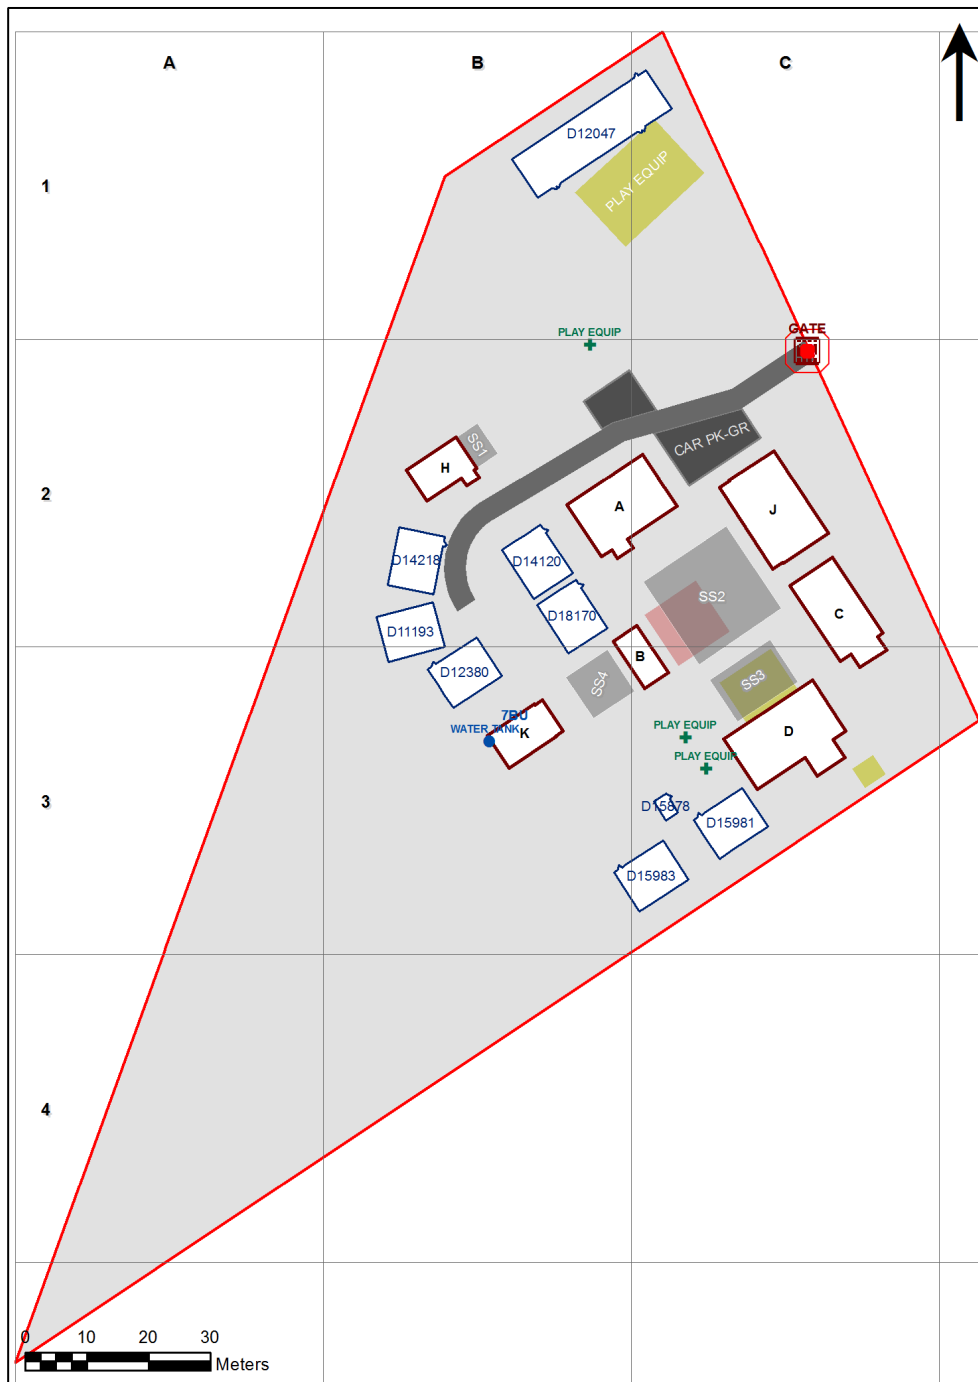 A
B
C
D12047
1
PLAY EQUIP
PLAY EQUIP
GATE
CAR PK-GR
SS1
H
2
A
J
D14218
D14120
SS2
D18170
C
D11193
B
D12380
SS4
SS3
7BU
WATER TANK
K
PLAY EQUIP
D
PLAY EQUIP
3
D15878
D15981
D15983
4
0 10 20 30
Meters